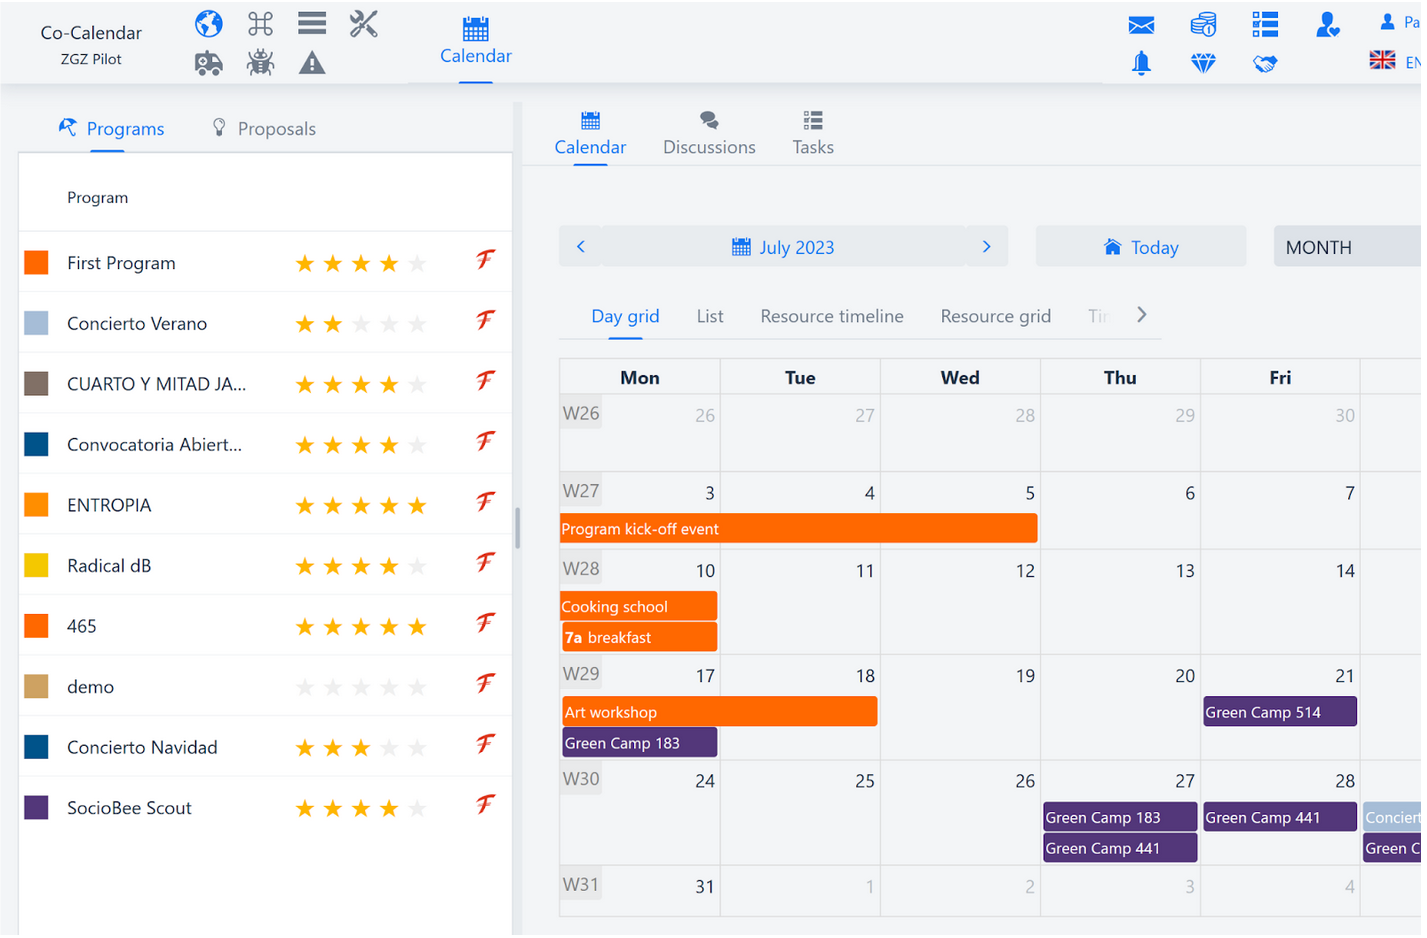 Co-Calendar
ZGZ Pilot
Calendar
Pa
EN
Programs
Proposals
Program
First Program
Concierto Verano
CUARTO Y MITAD JA...
Convocatoria Abiert...
ENTROPIA
Radical dB
465
demo
Concierto Navidad
SocioBee Scout
Calendar
Discussions
Tasks
July 2023
Today
MONTH
Day grid
List
Resource timeline
Resource grid
Tir
Mon Tue Wed Thu Fri
W26 26 27 28 29 30
W27 3 4 5 6 7
Program kick-off event
W28 10 11 12 13 14
Cooking school
7a breakfast
W29 17 18 19 20 21
Art workshop
Green Camp 514
Green Camp 183
W30 24 25 26 27 28
Green Camp 183
Green Camp 441
Conciert
Green Camp 441
Green C
W31 31 1 2 3 4